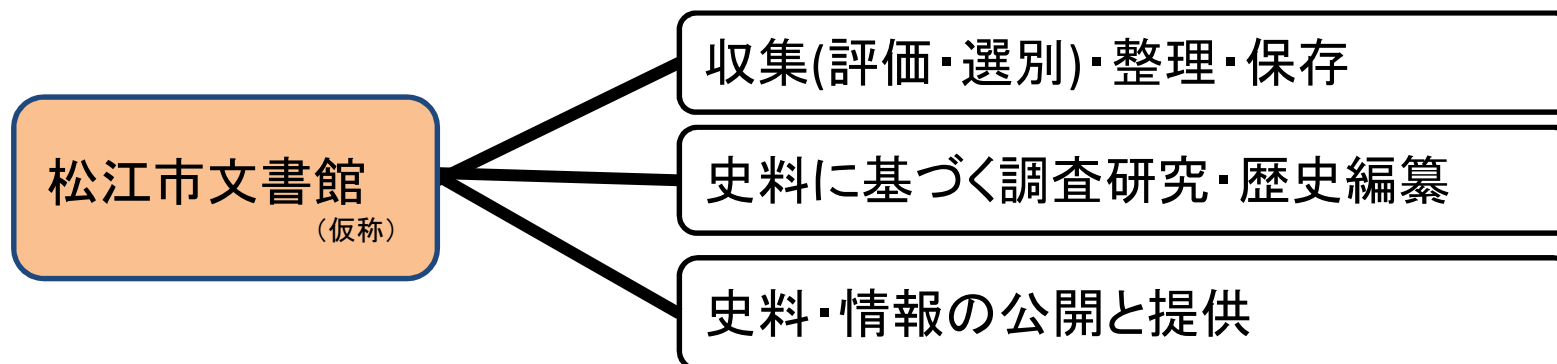 松江市文書館
（仮称）
収集(評価・選別)・整理・保存
史料に基づく調査研究・歴史編纂
史料・情報の公開と提供